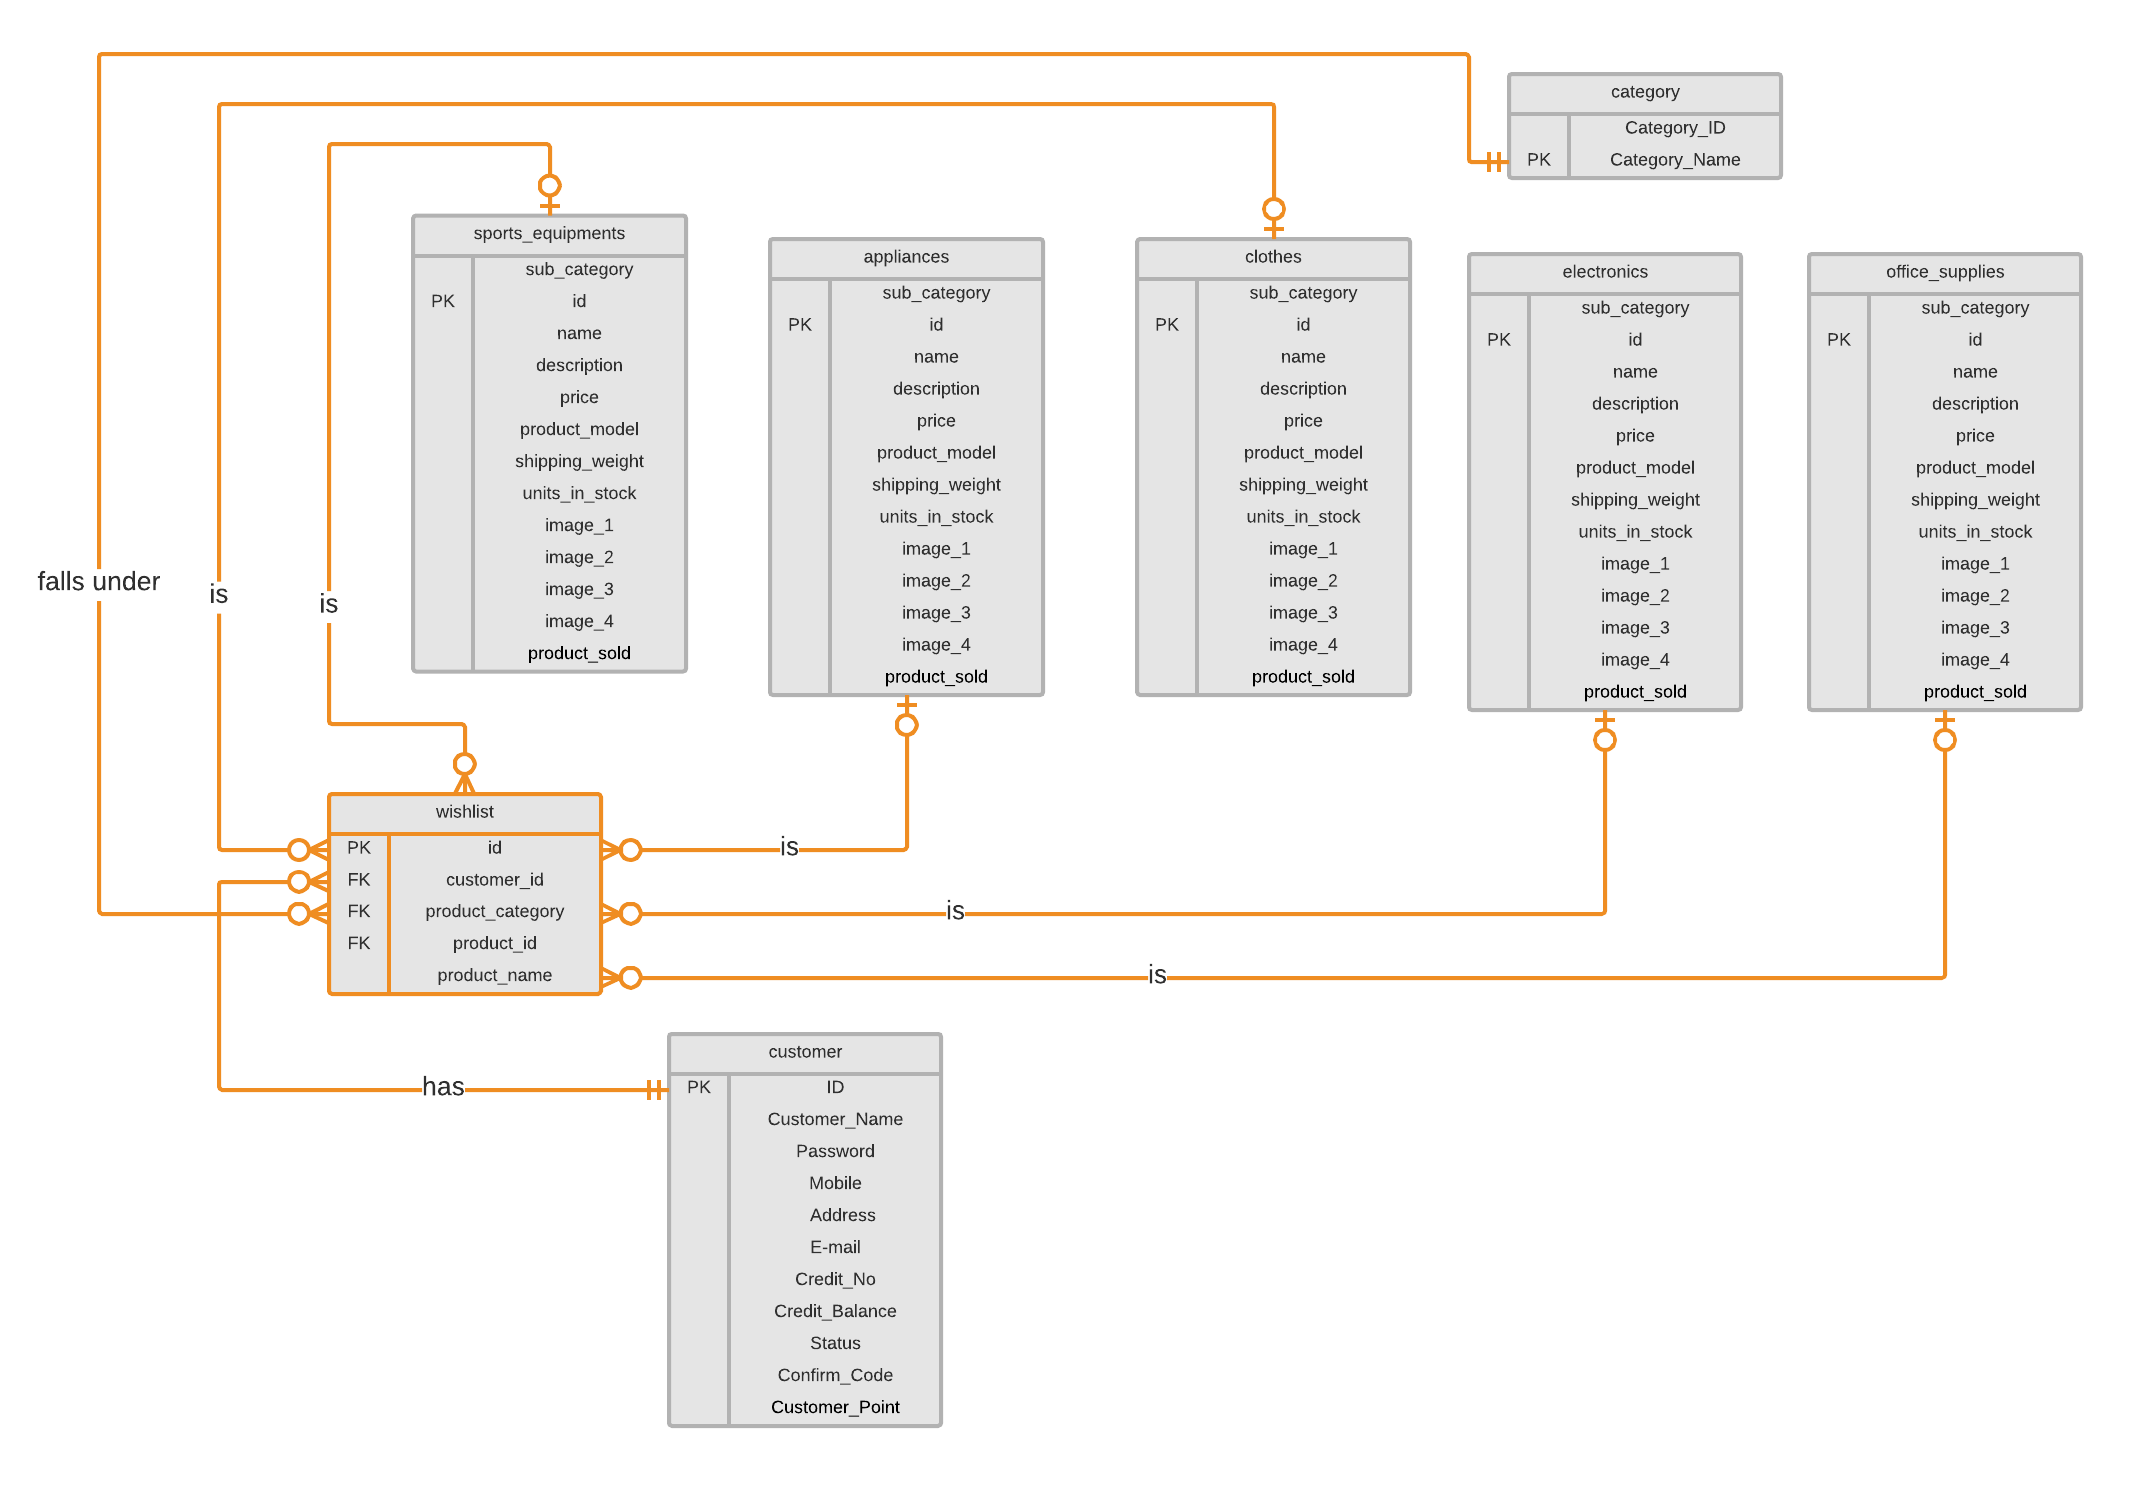 category
Category_ID
PK Category_Name
sports_equipments
sub_category
PK id
name
description
price
product_model
shipping_weight
units_in_stock
image_1
image_2
image_3
image_4
product_sold
appliances
sub_category
PK id
name
description
price
product_model
shipping_weight
units_in_stock
image_1
image_2
image_3
image_4
product_sold
clothes
sub_category
PK id
name
description
price
product_model
shipping_weight
units_in_stock
image_1
image_2
image_3
image_4
product_sold
electronics
sub_category
PK id
name
description
price
product_model
shipping_weight
units_in_stock
image_1
image_2
image_3
image_4
product_sold
office_supplies
sub_category
PK id
name
description
price
product_model
shipping_weight
units_in_stock
image_1
image_2
image_3
image_4
product_sold
falls under
is
is
wishlist
PK id
FK customer_id
FK product_category
FK product_id
product_name
is
is
is
has
customer
PK ID
Customer_Name
Password
Mobile
Address
E-mail
Credit_No
Credit_Balance
Status
Confirm_Code
Customer_Point